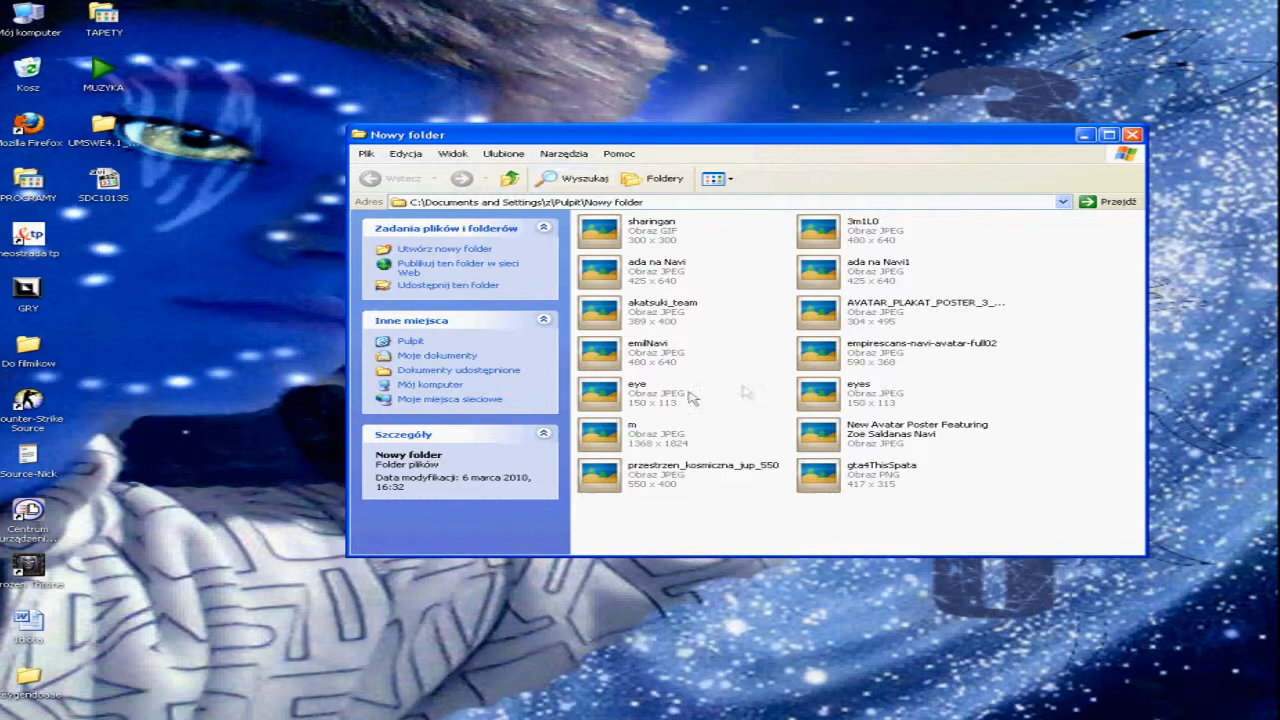 Mój komputer
TAPETY
Kosz
MUZYKA
Mozilla Firefox
PROGRAMY
SDC10135
neostrada tp
GRY
Do filmikow
Counter-Strike
Source
Source-Nick
Centrum
urządzeni...
Frozen Throne
Nowy folder
Plik Edycja Widok Ulubione Narzędzia Pomoc
Wstecz Wyszukaj Foldery
Adres C:\Documents and Settings\z\Pulpit\Nowy folder Przejdź
Zadania plików i folderów
Utwórz nowy folder
Publikuj ten folder w sieci
Web
Udostępnij ten folder
Inne miejsca
Pulpit
Moje dokumenty
Dokumenty udostępnione
Mój komputer
Moje miejsca sieciowe
Szczegóły
Nowy folder
Folder plików
Data modyfikacji: 6 marca 2010,
16:32
sharingan
Obraz GIF
300 x 300
3m1L0
Obraz JPEG
480 x 640
ada na Navi
Obraz JPEG
425 x 640
ada na Navi1
Obraz JPEG
425 x 640
akatsuki_team
Obraz JPEG
389 x 400
AVATAR_PLAKAT_POSTER_3_...
Obraz JPEG
304 x 495
emilNavi
Obraz JPEG
480 x 640
empirescans-navi-avatar-full02
Obraz JPEG
590 x 368
eye
Obraz JPEG
150 x 113
eyes
Obraz JPEG
150 x 113
m
Obraz JPEG
1368 x 1824
New Avatar Poster Featuring
Zoe Saldanas Navi
Obraz JPEG
przestrzen_kosmiczna_jup_550
Obraz JPEG
550 x 400
gta4ThisSpata
Obraz PNG
417 x 315